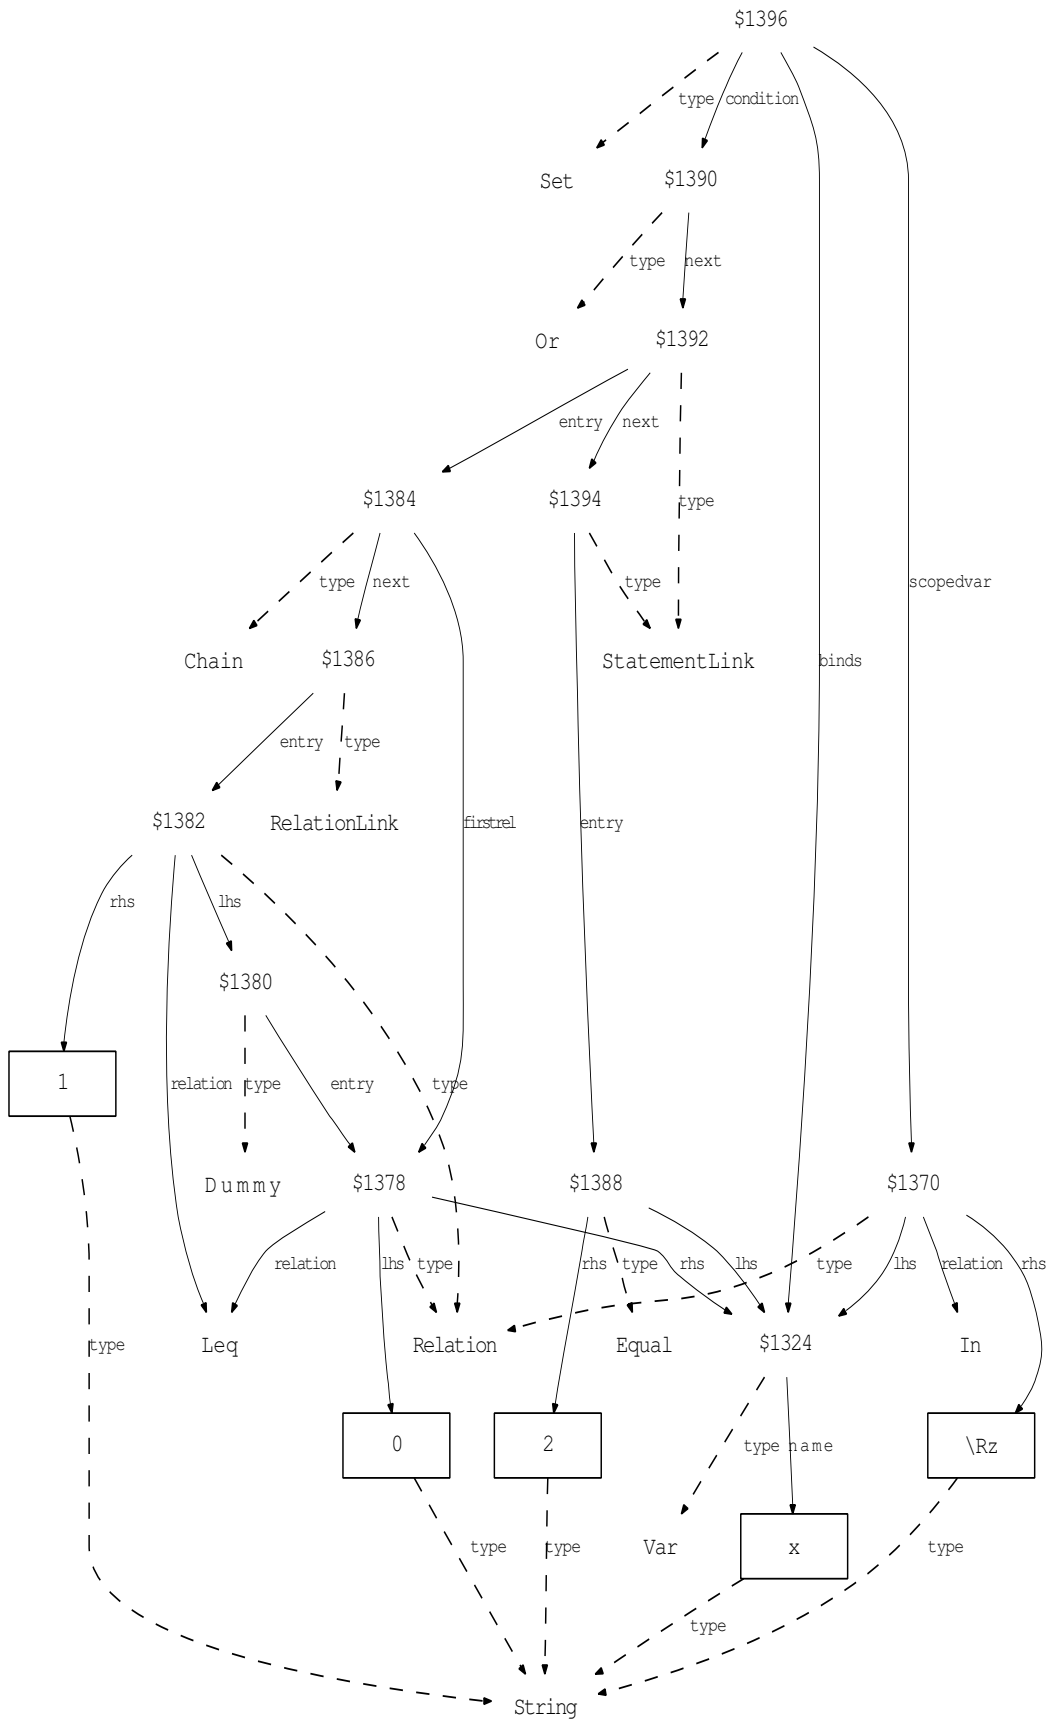 $1396
type condition
Set $1390
type next
Or $1392
entry next
$1384 $1394 type
type next type scopedvar
Chain $1386 StatementLink binds
entry type
$1382 RelationLink firstrel entry
rhs lhs
$1380
1 relation type entry type
Dummy $1378 $1388 $1370
relation lhs type rhs type rhs lhs type lhs relation rhs
type Leq Relation Equal $1324 In
0 2 type name \Rz
type type Var x type
type
String